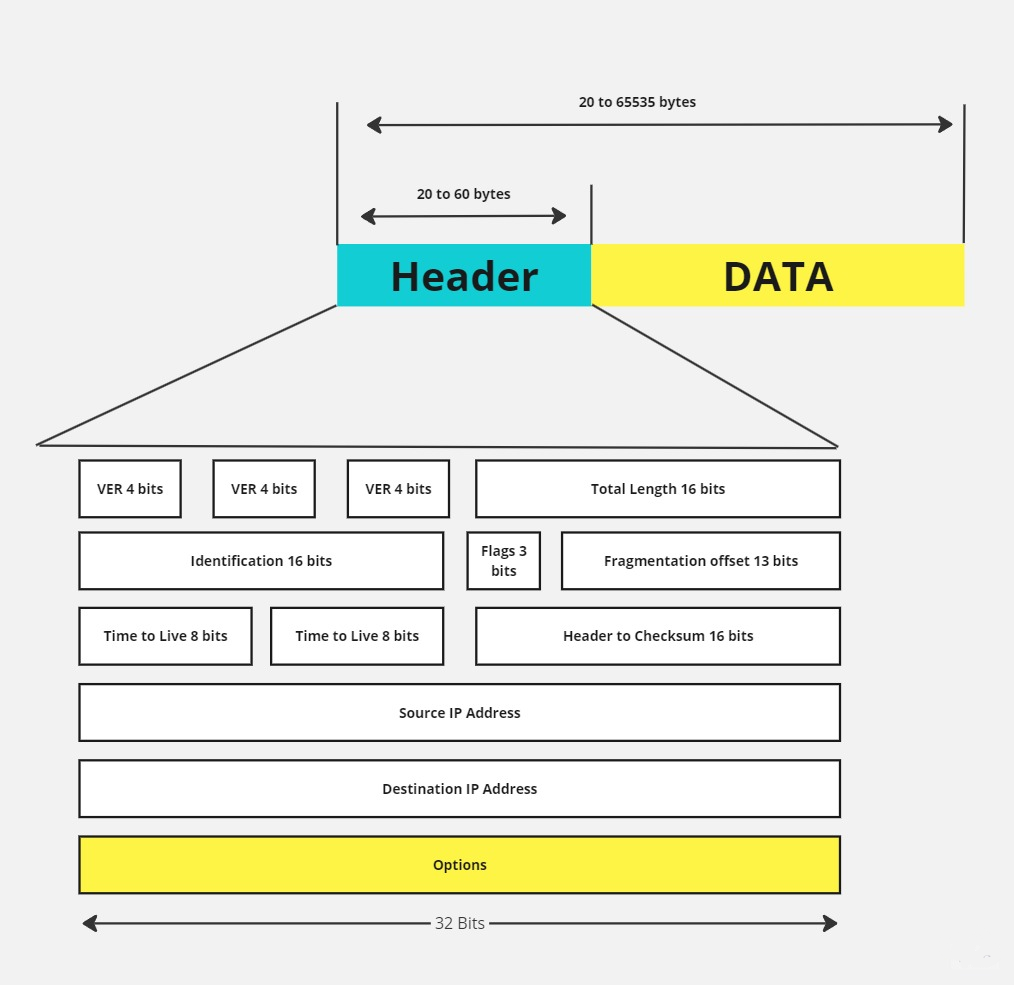 20 to 65535 bytes
20 to 60 bytes
Header DATA
VER 4 bits VER 4 bits VER 4 bits Total Length 16 bits
Identification 16 bits
Flags 3
bits
Fragmentation offset 13 bits
Time to Live 8 bits Time to Live 8 bits Header to Checksum 16 bits
Source IP Address
Destination IP Address
Options
32 Bits